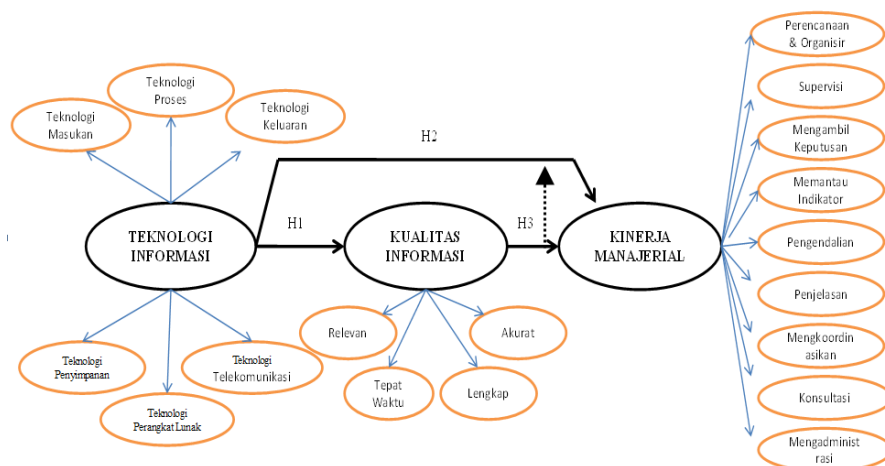 Teknologi
Masukan
Teknologi
Proses
Teknologi
Keluaran
H2
TEKNOLOGI
INFORMASI
H1
KUALITAS
INFORMASI
H3
KINERJA
MANAJERIAL
Teknologi
Penyimpanan
Teknologi
Perangkat Lunak
Teknologi
Telekomunikasi
Relevan
Tepat
Waktu
Lengkap
Akurat
Perencanaan
& Organisir
Supervisi
Mengambil
Keputusan
Memantau
Indikator
Pengendalian
Penjelasan
Mengkoordin
asikan
Konsultasi
Mengadminist
rasi